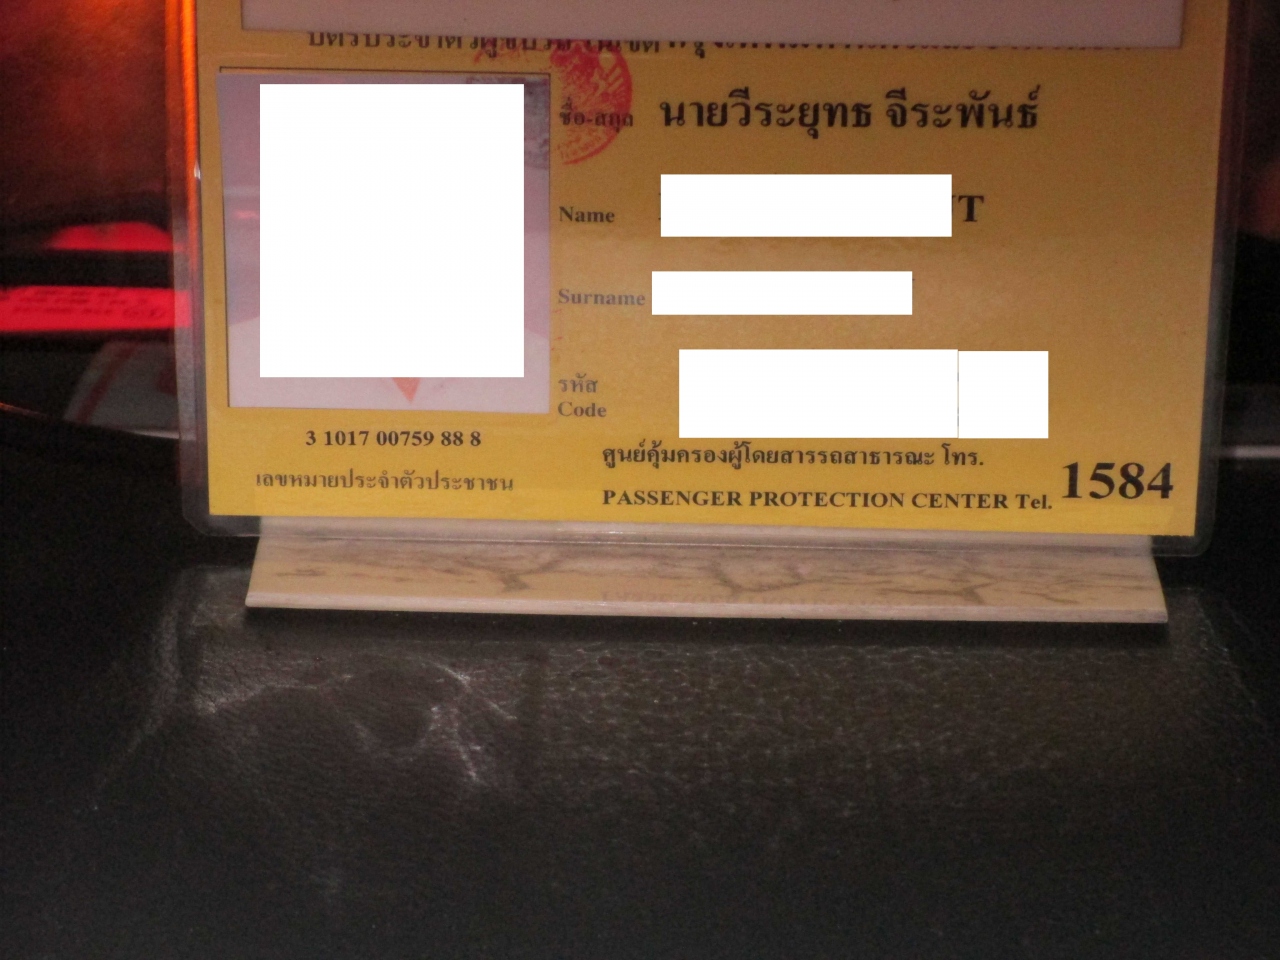 ชื่อ-สกุล นายวีระยุทธ จีระพันธ์
Name T
Surname
รหัส
Code
3 1017 00759 88 8
เลขหมายประจำตัวประชาชน
ศูนย์คุ้มครองผู้โดยสารรถสาธารณะ โทร.
PASSENGER PROTECTION CENTER Tel. 1584